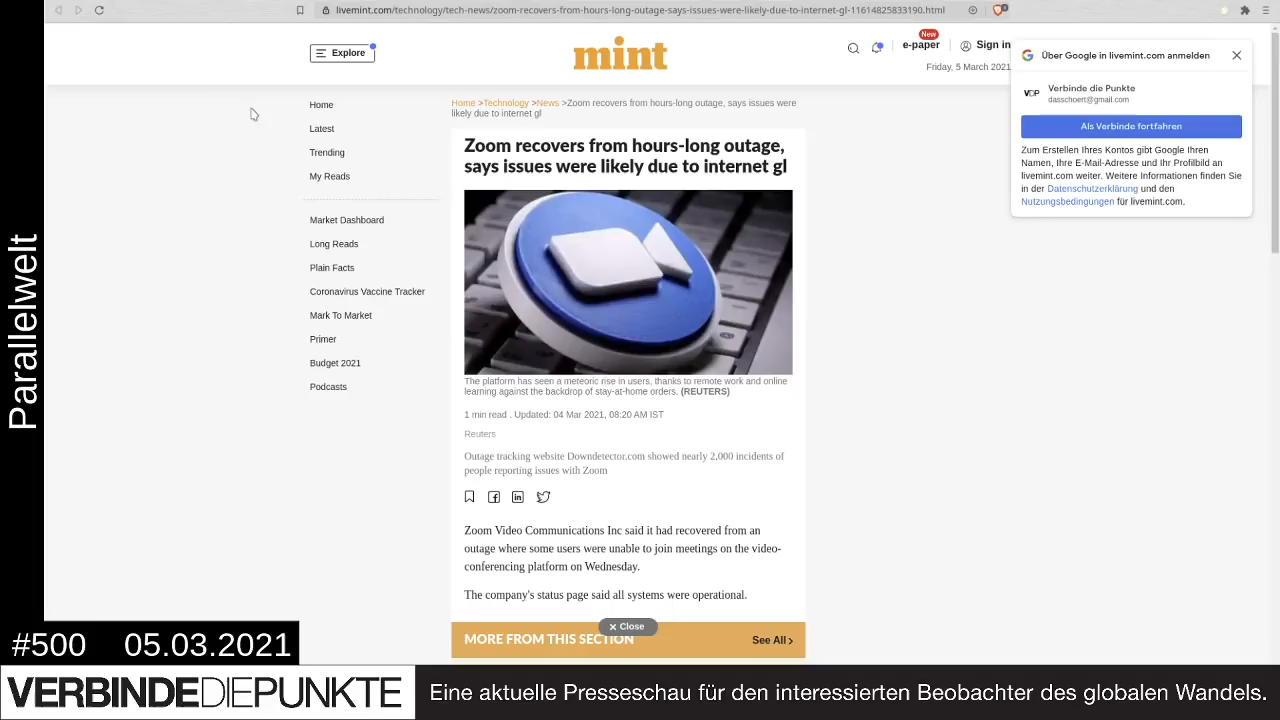 livemint.com/technology/tech-news/zoom-recovers-from-hours-long-outage-says-issues-were-likely-due-to-internet-gl-11614825833190.html
Explore
mint
New
e-paper
Sign in
Friday, 5 March 2021
Über Google in livemint.com anmelden
VDP
Verbinde die Punkte
dasschoert@gmail.com
Als Verbinde fortfahren
Zum Erstellen Ihres Kontos gibt Google Ihren
Namen, Ihre E-Mail-Adresse und Ihr Profilbild an
livemint.com weiter. Weitere Informationen finden Sie
in der Datenschutzerklärung und den
Nutzungsbedingungen für livemint.com.
Home
Latest
Trending
My Reads
Market Dashboard
Long Reads
Plain Facts
Coronavirus Vaccine Tracker
Mark To Market
Primer
Budget 2021
Podcasts
Home >Technology >News >Zoom recovers from hours-long outage, says issues were
likely due to internet gl
Zoom recovers from hours-long outage,
says issues were likely due to internet gl
The platform has seen a meteoric rise in users, thanks to remote work and online
learning against the backdrop of stay-at-home orders. (REUTERS)
1 min read . Updated: 04 Mar 2021, 08:20 AM IST
Reuters
Outage tracking website Downdetector.com showed nearly 2,000 incidents of
people reporting issues with Zoom
Zoom Video Communications Inc said it had recovered from an
outage where some users were unable to join meetings on the video-
conferencing platform on Wednesday.
The company's status page said all systems were operational.
Close
MORE FROM THIS SECTION
See All
Parallelwelt
#500 05.03.2021
VERBINDEDIEPUNKTE
Eine aktuelle Presseschau für den interessierten Beobachter des globalen Wandels.